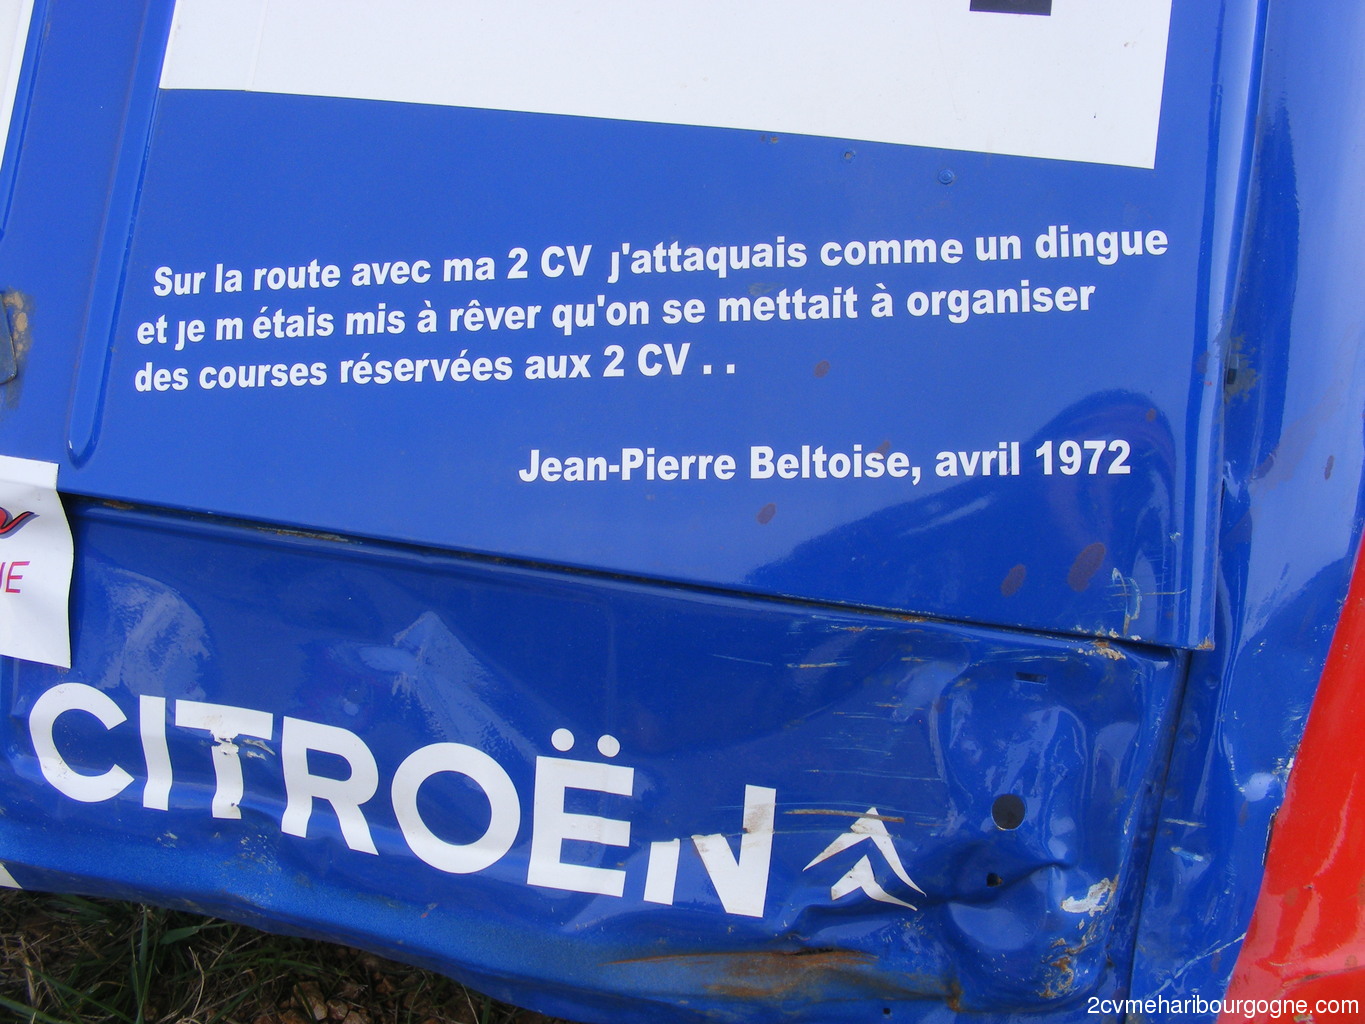 Sur la route avec ma 2 CV j'attaquais comme un dingue
et je m étais mis à rêver qu'on se mettait à organiser
des courses réservées aux 2 CV . .
Jean-Pierre Beltoise, avril 1972
CITROËN
2cvmeharibourgogne.com